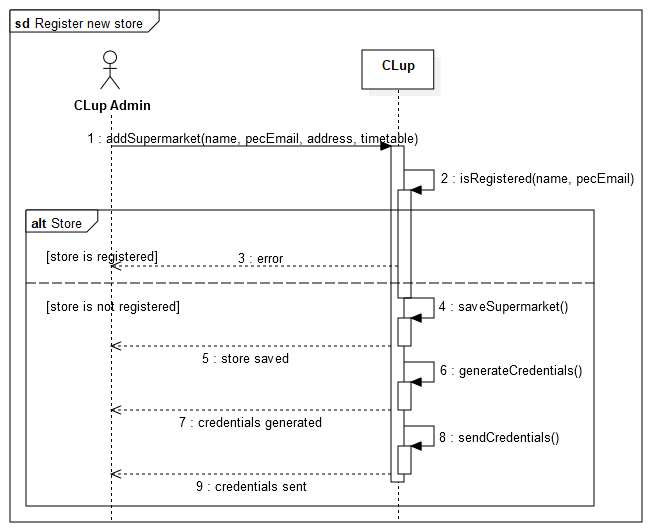 sd Register new store
CLup
CLup Admin
1 : addSupermarket(name, pecEmail, address, timetable)
2 : isRegistered(name, pecEmail)
alt Store
[store is registered]
3 : error
[store is not registered]
4 : saveSupermarket()
5 : store saved
6 : generateCredentials()
7 : credentials generated
8 : sendCredentials()
9 : credentials sent